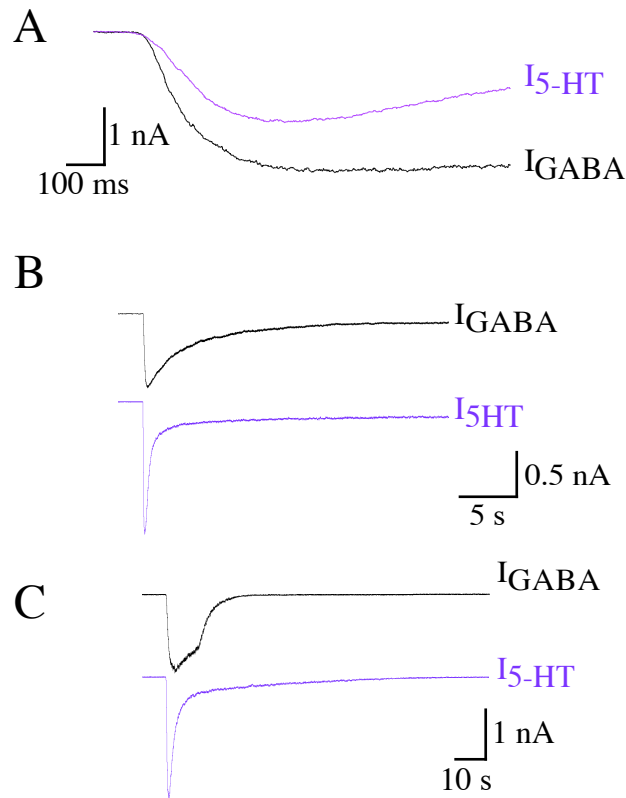 A
I5-HT
1 nA
100 ms
IGABA
B
IGABA
I5HT
0.5 nA
5 s
C
IGABA
I5-HT
1 nA
10 s